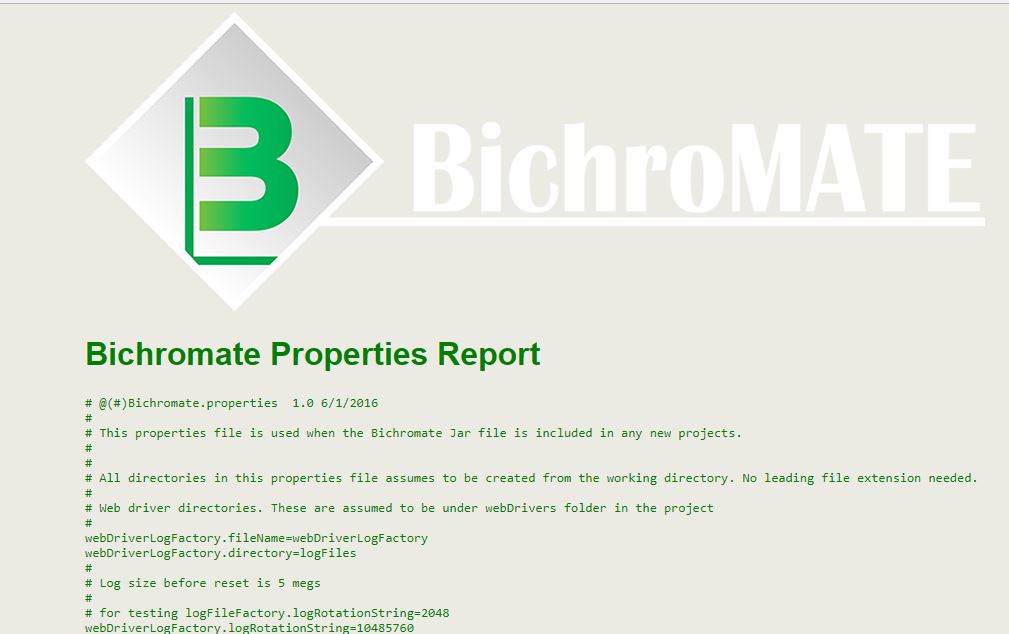 B
BichroMATE
Bichromate Properties Report
# @(#)Bichromate.properties  1.0 6/1/2016
#
# This properties file is used when the Bichromate Jar file is included in any new projects.
#
#
# All directories in this properties file assumes to be created from the working directory. No leading file extension needed.
#
# Web driver directories. These are assumed to be under webDrivers folder in the project
#
webDriverLogFactory.fileName=webDriverLogFactory
webDriverLogFactory.directory=logFiles
#
# Log size before reset is 5 megs
#
# for testing logFileFactory.logRotationString=2048
webDriverLogFactory.logRotationString=10485760